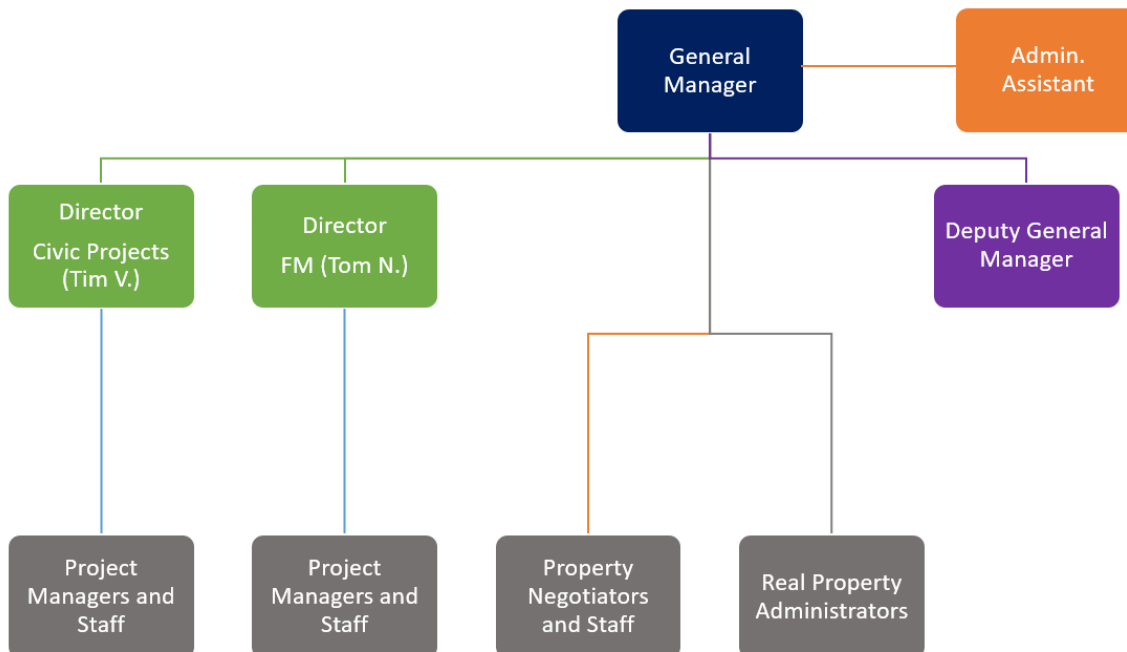 General
Manager
Admin.
Assistant
Director
Civic Projects
(Tim V.)
Director
FM (Tom N.)
Deputy General
Manager
Project
Managers and
Staff
Project
Managers and
Staff
Property
Negotiators
and Staff
Real Property
Administrators